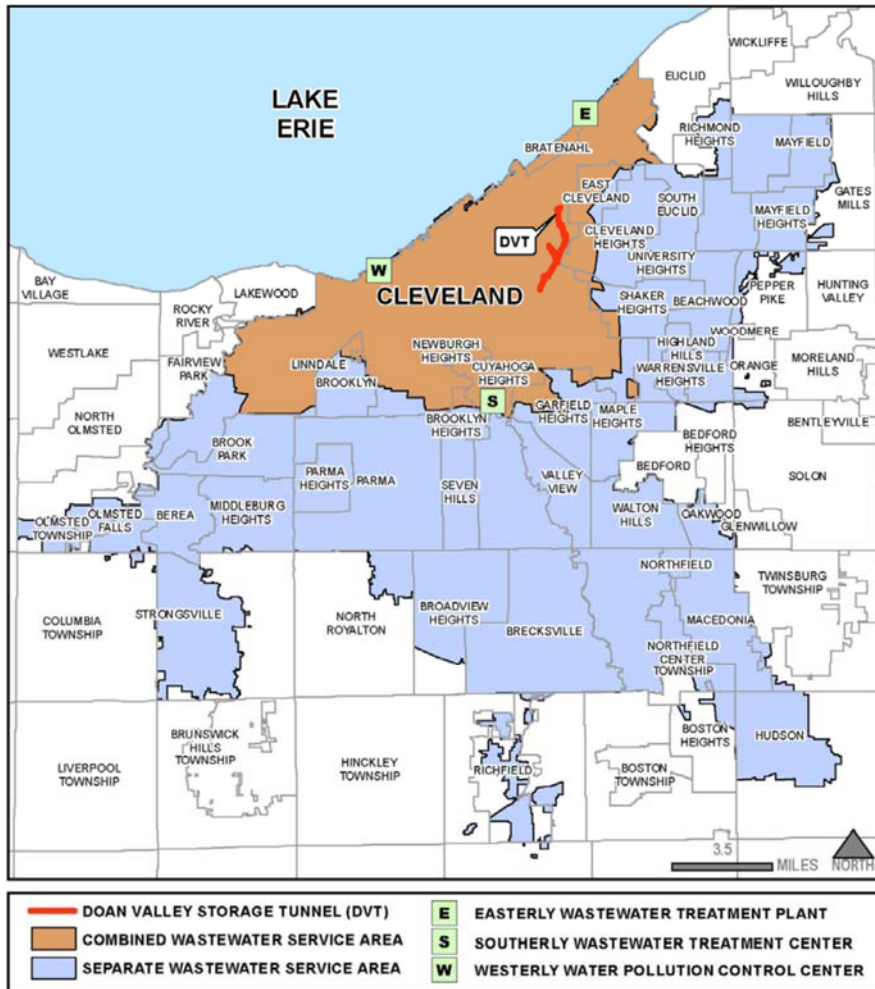 LAKE
ERIE
EUCLID
WICKLIFFE
WILLOUGHBY
HILLS
RICHMOND
HEIGHTS
MAYFIELD
BRATENAHL
EAST
CLEVELAND
SOUTH
EUCLID
GATES
MILLS
MAYFIELD
HEIGHTS
DVT
CLEVELAND
HEIGHTS
UNIVERSITY
HEIGHTS
PEPPER
PIKE
HUNTING
VALLEY
BAY
VILLAGE
LAKEWOOD
ROCKY
RIVER
CLEVELAND
SHAKER
HEIGHTS
BEACHWOOD
WOODMERE
WESTLAKE
FAIRVIEW
PARK
LINNDALE
BROOKLYN
NEWBURGH
HEIGHTS
CUYAHOGA
HEIGHTS
HIGHLAND
HILLS
WARRENSVILLE
HEIGHTS
ORANGE
MORELAND
HILLS
NORTH
OLMSTED
BROOKLYN
HEIGHTS
GARFIELD
HEIGHTS
MAPLE
HEIGHTS
BEDFORD
HEIGHTS
BENTLEYVILLE
BROOK
PARK
PARMA
HEIGHTS
PARMA
SEVEN
HILLS
VALLEY
VIEW
BEDFORD
SOLON
OLMSTED
TOWNSHIP
OLMSTED
FALLS
BEREA
MIDDLEBURG
HEIGHTS
WALTON
HILLS
OAKWOOD
GLENWILLOW
COLUMBIA
TOWNSHIP
STRONGSVILLE
NORTH
ROYALTON
BROADVIEW
HEIGHTS
BRECKSVILLE
NORTHFIELD
MACEDONIA
NORTHFIELD
CENTER
TOWNSHIP
TWINSBURG
TOWNSHIP
LIVERPOOL
TOWNSHIP
BRUNSWICK
HILLS
TOWNSHIP
HINCKLEY
TOWNSHIP
RICHFIELD
BOSTON
TOWNSHIP
BOSTON
HEIGHTS
HUDSON
E
W
S
3.5
MILES
NORTH
DOAN VALLEY STORAGE TUNNEL (DVT)
COMBINED WASTEWATER SERVICE AREA
SEPARATE WASTEWATER SERVICE AREA
E EASTERLY WASTEWATER TREATMENT PLANT
S SOUTHERLY WASTEWATER TREATMENT CENTER
W WESTERLY WATER POLLUTION CONTROL CENTER